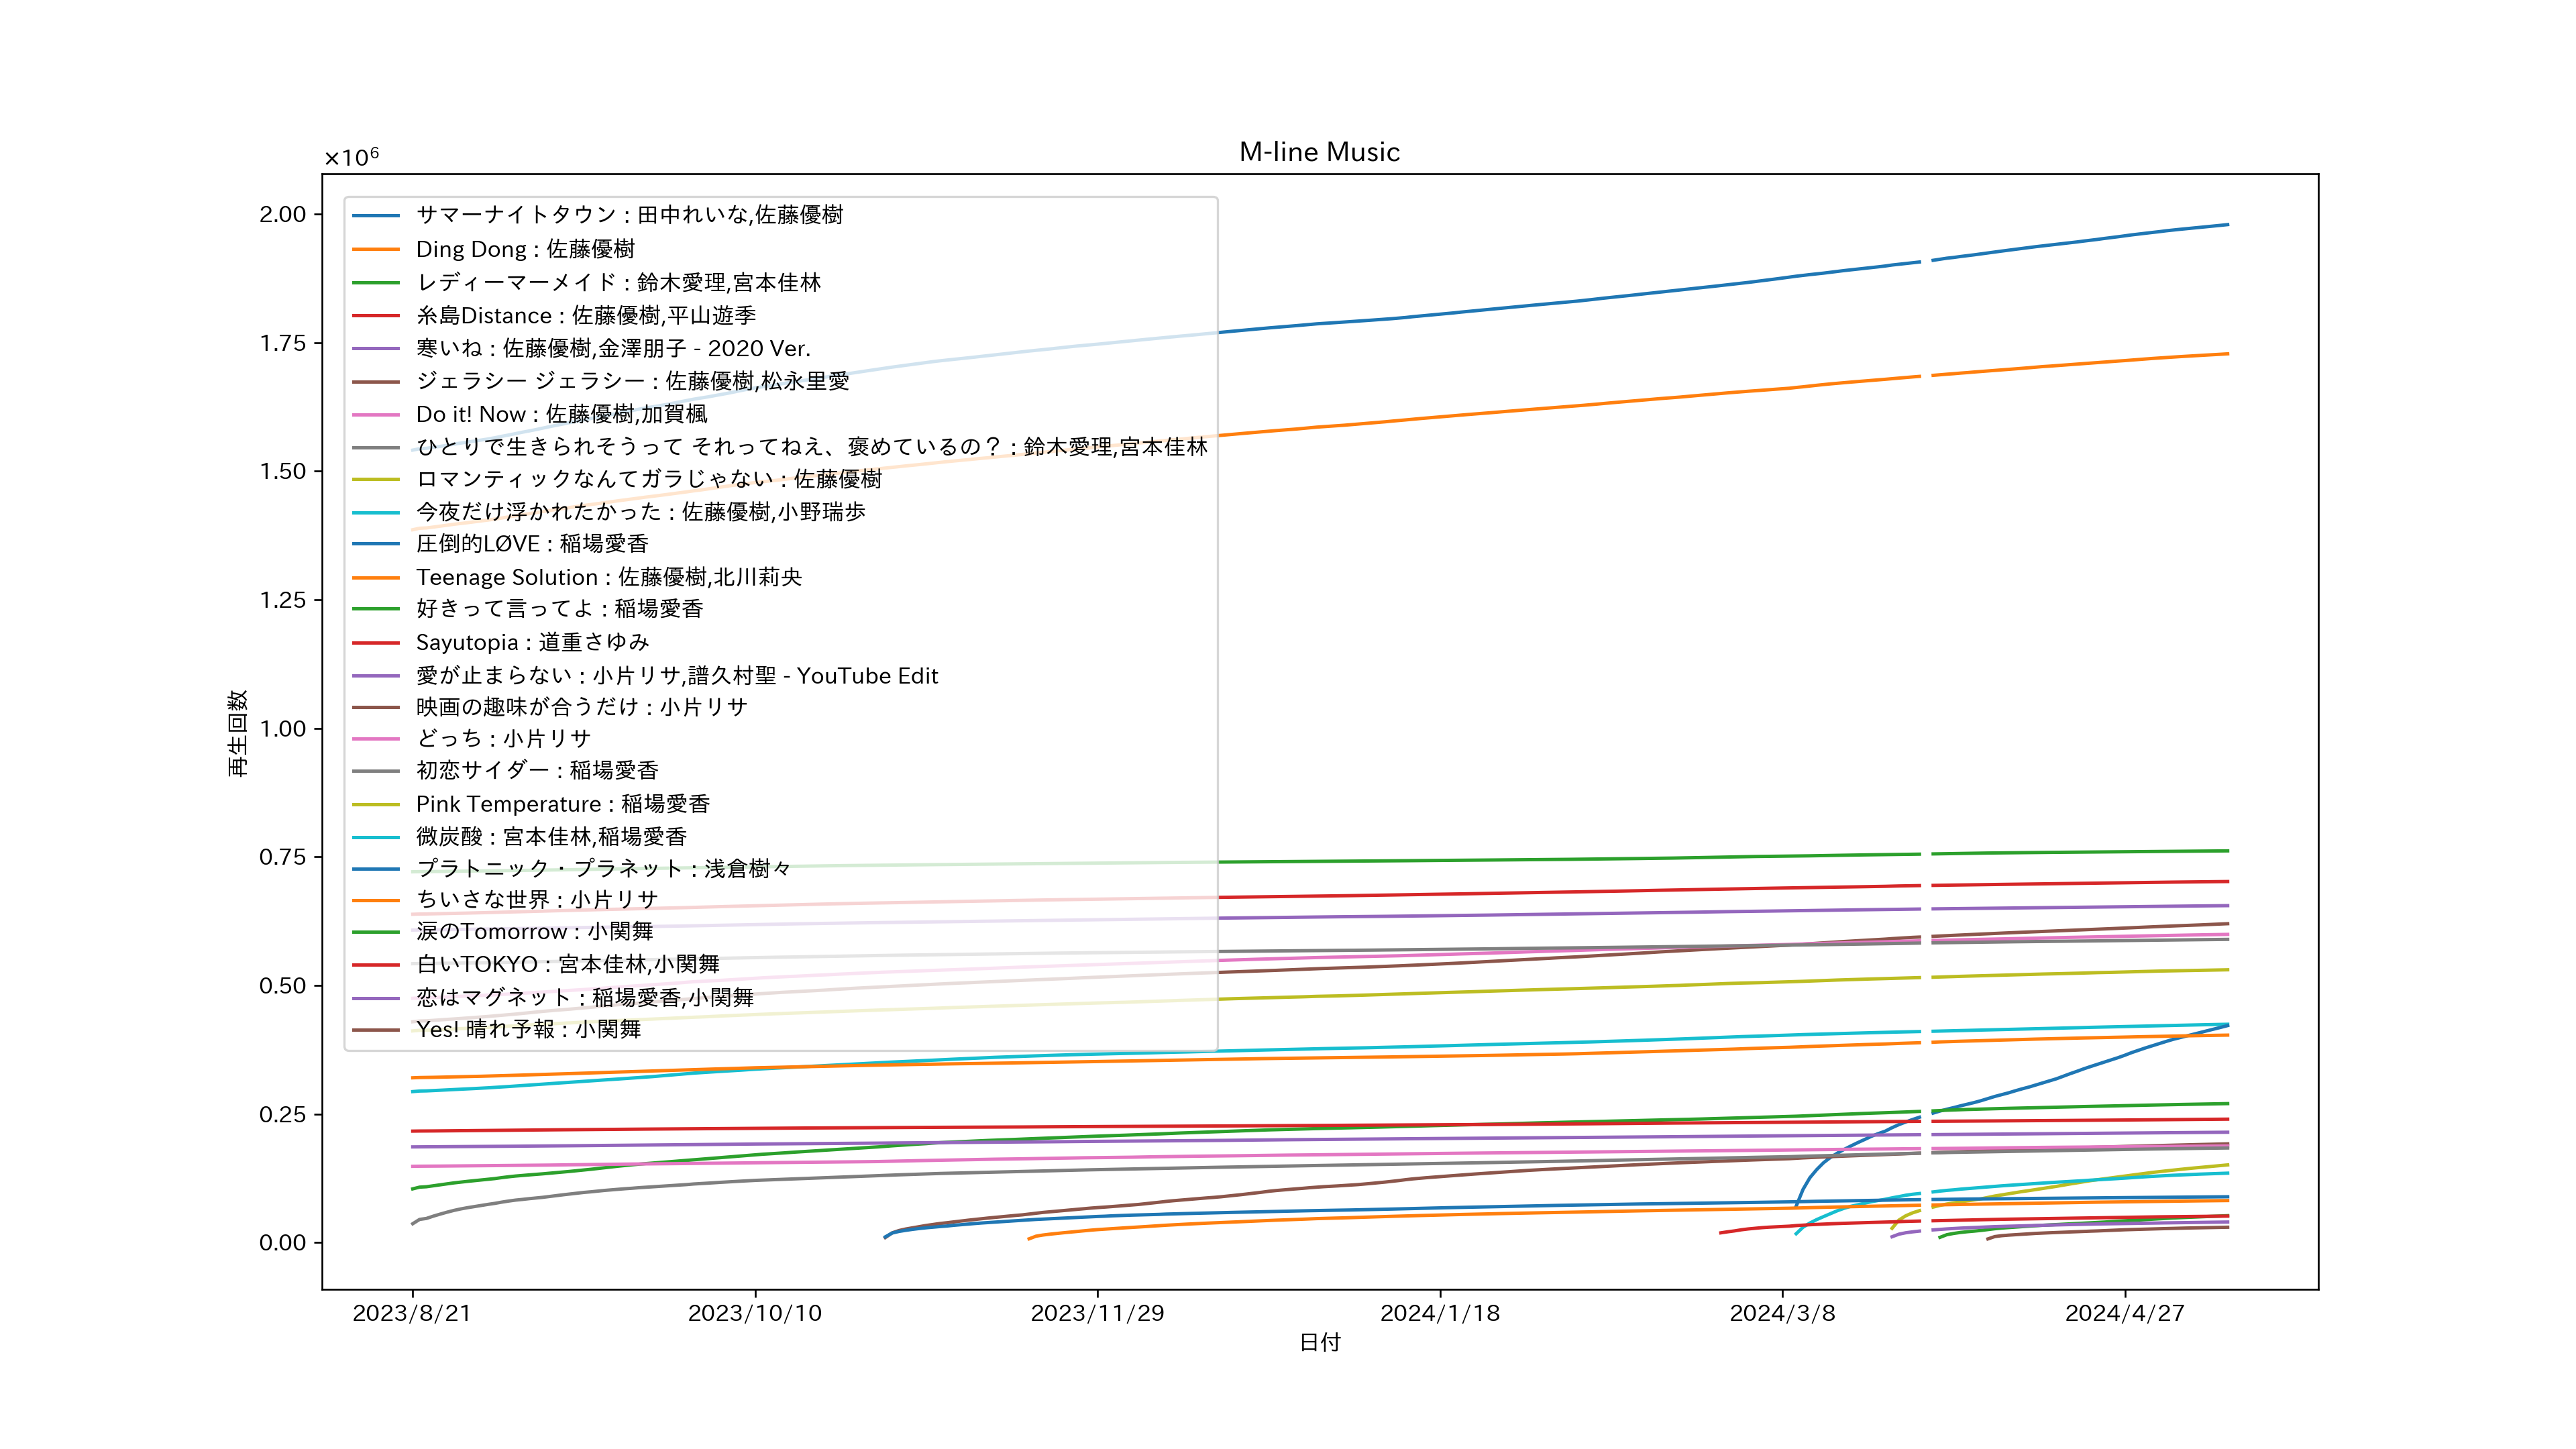 M-line Music
×10⁶
2.00
1.75
1.50
1.25
1.00
0.75
0.50
0.25
0.00
再生回数
サマーナイトタウン : 田中れいな,佐藤優樹
Ding Dong : 佐藤優樹
レディーマーメイド : 鈴木愛理,宮本佳林
糸島Distance : 佐藤優樹,平山遊季
寒いね : 佐藤優樹,金澤朋子 - 2020 Ver.
ジェラシー ジェラシー : 佐藤優樹,松永里愛
Do it! Now : 佐藤優樹,加賀楓
ひとりで生きられそうって それってねえ、褒めているの？ : 鈴木愛理,宮本佳林
ロマンティックなんてガラじゃない : 佐藤優樹
今夜だけ浮かれたかった : 佐藤優樹,小野瑞歩
圧倒的LØVE : 稲場愛香
Teenage Solution : 佐藤優樹,北川莉央
好きって言ってよ : 稲場愛香
Sayutopia : 道重さゆみ
愛が止まらない : 小片リサ,譜久村聖 - YouTube Edit
映画の趣味が合うだけ : 小片リサ
どっち : 小片リサ
初恋サイダー : 稲場愛香
Pink Temperature : 稲場愛香
微炭酸 : 宮本佳林,稲場愛香
プラトニック・プラネット : 浅倉樹々
ちいさな世界 : 小片リサ
涙のTomorrow : 小関舞
白いTOKYO : 宮本佳林,小関舞
恋はマグネット : 稲場愛香,小関舞
Yes! 晴れ予報 : 小関舞
2023/8/21
2023/10/10
2023/11/29
2024/1/18
2024/3/8
2024/4/27
日付